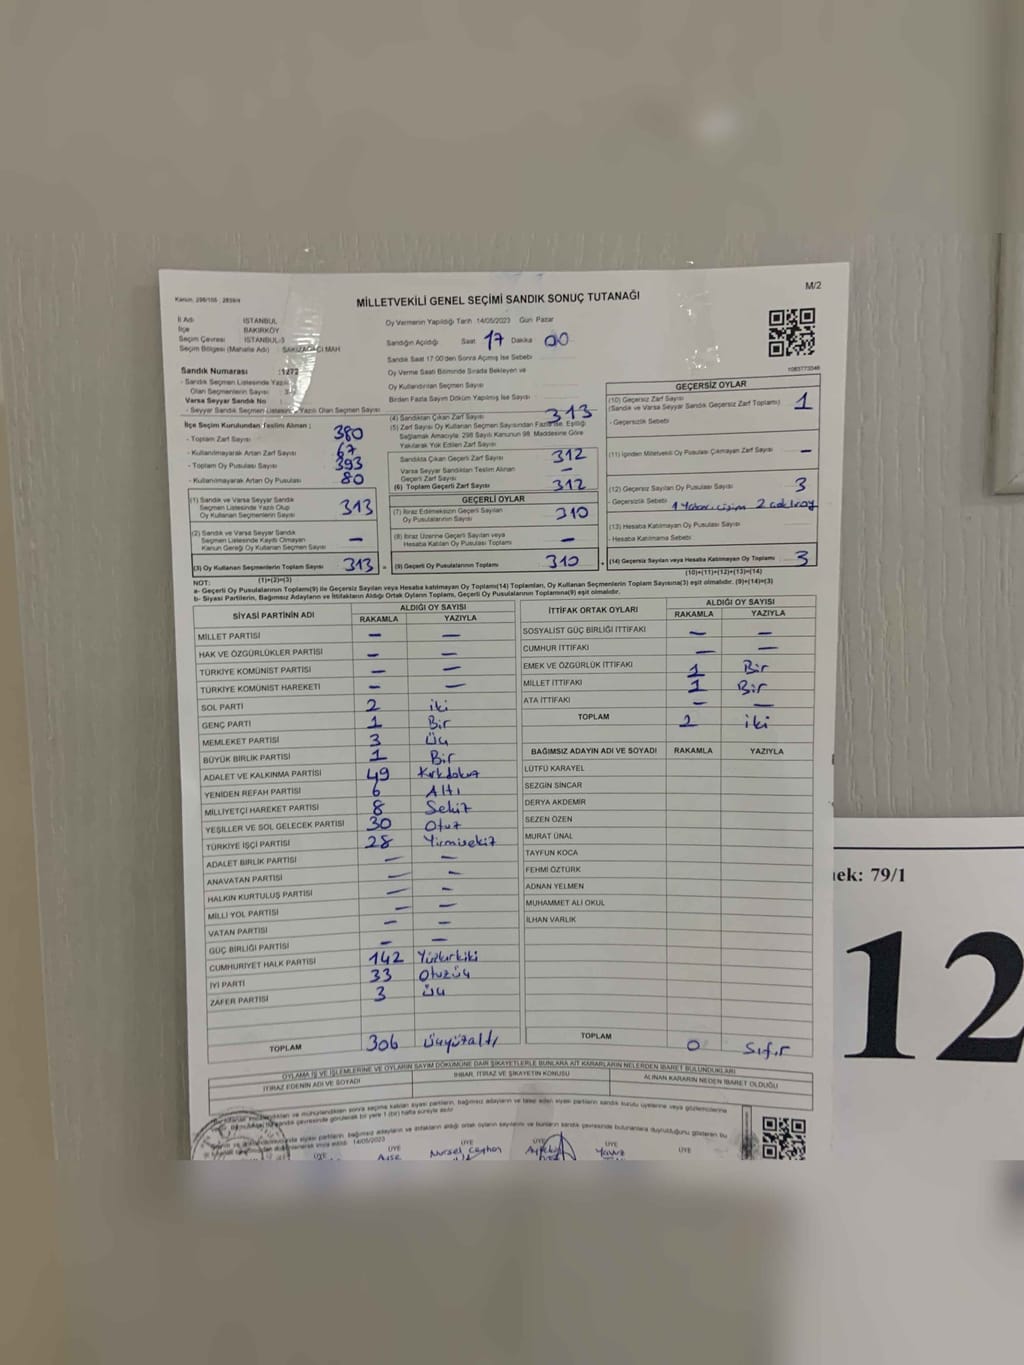 Kanun, 298/105 ; 2839/4
MİLLETVEKİLİ GENEL SEÇİMİ SANDIK SONUÇ TUTANAĞI
M/2
İl Adı : İSTANBUL
İlçe : BAKIRKÖY
Seçim Çevresi : İSTANBUL-3
Seçim Bölgesi (Mahalle Adı) : SAKIZAĞACI MAH
Oy Vermenin Yapıldığı Tarih 14/05/2023 Gün Pazar
Sandığın Açıldığı Saat 17 Dakika 00
Sandık Saat 17:00'den Sonra Açılmış İse Sebebi
Oy Verme Saati Bitiminde Sırada Bekleyen ve
Oy Kullandırılan Seçmen Sayısı
Birden Fazla Sayım Döküm Yapılmış İse Sayısı
1083773346
Sandık Numarası :1272
- Sandık Seçmen Listesinde Yazılı
Olan Seçmenlerin Sayısı
Varsa Seyyar Sandık No
- Seyyar Sandık Seçmen Listesinde Yazılı Olan Seçmen Sayısı
İlçe Seçim Kurulundan Teslim Alınan ;
- Toplam Zarf Sayısı 380
- Kullanılmayarak Artan Zarf Sayısı 67
- Toplam Oy Pusulası Sayısı 393
- Kullanılmayarak Artan Oy Pusulası 80
(1) Sandık ve Varsa Seyyar Sandık
Seçmen Listesinde Yazılı Olup
Oy Kullanan Seçmenlerin Sayısı 313
(2) Sandık ve Varsa Seyyar Sandık
Seçmen Listesinde Kayıtlı Olmayan
Kanun Gereği Oy Kullanan Seçmen Sayısı –
(3) Oy Kullanan Seçmenlerin Toplam Sayısı 313
(1)+(2)=(3)
(4) Sandıktan Çıkan Zarf Sayısı 313
(5) Zarf Sayısı Oy Kullanan Seçmen Sayısından Fazla İse, Eşitliği
Sağlamak Amacıyla; 298 Sayılı Kanunun 98. Maddesine Göre
Yakılarak Yok Edilen Zarf Sayısı
Sandıkta Çıkan Geçerli Zarf Sayısı 312
Varsa Seyyar Sandıktan Teslim Alınan
Geçerli Zarf Sayısı –
(6) Toplam Geçerli Zarf Sayısı 312
GEÇERLİ OYLAR
(7) İtiraz Edilmeksizin Geçerli Sayılan
Oy Pusulalarının Sayısı 310
(8) İtiraz Üzerine Geçerli Sayılan veya
Hesaba Katılan Oy Pusulası Toplamı –
= (9) Geçerli Oy Pusulalarının Toplamı 310
GEÇERSİZ OYLAR
(10) Geçersiz Zarf Sayısı
(Sandık ve Varsa Seyyar Sandık Geçersiz Zarf Toplamı) 1
- Geçersizlik Sebebi
(11) İçinden Milletvekili Oy Pusulası Çıkmayan Zarf Sayısı –
(12) Geçersiz Sayılan Oy Pusulası Sayısı 3
- Geçersizlik Sebebi 1 2
(13) Hesaba Katılmayan Oy Pusulası Sayısı
- Hesaba Katılmama Sebebi
+ (14) Geçersiz Sayılan veya Hesaba Katılmayan Oy Toplamı 3
(10)+(11)+(12)+(13)=(14)
NOT:
a- Geçerli Oy Pusulalarının Toplamı(9) ile Geçersiz Sayılan veya Hesaba katılmayan Oy Toplamı(14) Toplamları, Oy Kullanan Seçmenlerin Toplam Sayısına(3) eşit olmalıdır. (9)+(14)=(3)
b- Siyasi Partilerin, Bağımsız Adayların ve İttifakların Aldığı Oyların Toplamı, Geçerli Oy Pusulalarının Toplamına(9) eşit olmalıdır.
SİYASİ PARTİNİN ADI ALDIĞI OY SAYISI
RAKAMLA YAZIYLA
MİLLET PARTİSİ – –
HAK VE ÖZGÜRLÜKLER PARTİSİ – –
TÜRKİYE KOMÜNİST PARTİSİ – –
TÜRKİYE KOMÜNİST HAREKETİ – –
SOL PARTİ 2 iki
GENÇ PARTİ 1 Bir
MEMLEKET PARTİSİ 3 Üç
BÜYÜK BİRLİK PARTİSİ 1 Bir
ADALET VE KALKINMA PARTİSİ 49 Kırkdokuz
YENİDEN REFAH PARTİSİ 6 Altı
MİLLİYETÇİ HAREKET PARTİSİ 8 Sekiz
YEŞİLLER VE SOL GELECEK PARTİSİ 30 Otuz
TÜRKİYE İŞÇİ PARTİSİ 28 Yirmisekiz
ADALET BİRLİK PARTİSİ – –
ANAVATAN PARTİSİ – –
HALKIN KURTULUŞ PARTİSİ – –
MİLLİ YOL PARTİSİ – –
VATAN PARTİSİ – –
GÜÇ BİRLİĞİ PARTİSİ – –
CUMHURİYET HALK PARTİSİ 142 Yüzkırkiki
İYİ PARTİ 33 Otuzüç
ZAFER PARTİSİ 3 Üç
TOPLAM 306 Üçyüzaltı
İTTİFAK ORTAK OYLARI ALDIĞI OY SAYISI
RAKAMLA YAZIYLA
SOSYALİST GÜÇ BİRLİĞİ İTTİFAKI – –
CUMHUR İTTİFAKI – –
EMEK VE ÖZGÜRLÜK İTTİFAKI 1 Bir
MİLLET İTTİFAKI 1 Bir
ATA İTTİFAKI – –
TOPLAM 2 iki
BAĞIMSIZ ADAYIN ADI VE SOYADI RAKAMLA YAZIYLA
LÜTFÜ KARAYEL
SEZGİN SİNCAR
DERYA AKDEMİR
SEZEN ÖZEN
MURAT ÜNAL
TAYFUN KOCA
FEHMİ ÖZTÜRK
ADNAN YELMEN
MUHAMMET ALİ OKUL
İLHAN VARLIK
TOPLAM 0 Sıfır
OYLAMA İŞ VE İŞLEMLERİNE VE OYLARIN SAYIM DÖKÜMÜNE DAİR ŞİKAYETLERLE BUNLARA AİT KARARLARIN NELERDEN İBARET BULUNDUKLARI
İTİRAZ EDENİN ADI VE SOYADI İHBAR, İTİRAZ VE ŞİKAYETİN KONUSU ALINAN KARARIN NEDEN İBARET OLDUĞU
14/05/2023
ÜYE ÜYE ÜYE ÜYE ÜYE ÜYE
Ayşe Nursel Ceyhan Yavuz
ek: 79/1
12